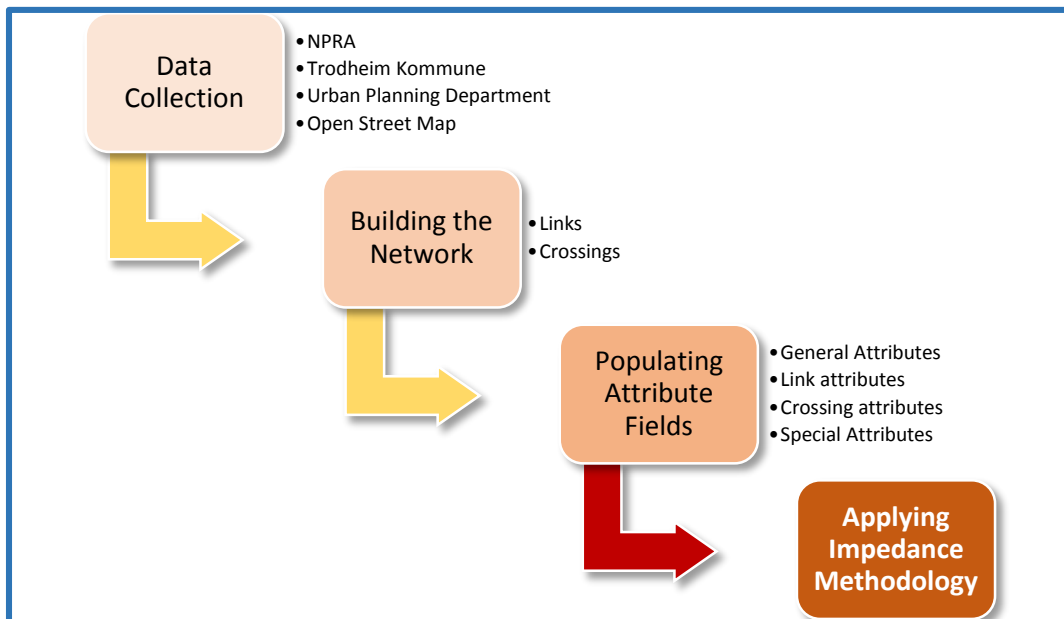 Data
Collection
•NPRA
•Trodheim Kommune
•Urban Planning Department
•Open Street Map
Building the
Network
•Links
•Crossings
Populating
Attribute
Fields
•General Attributes
•Link attributes
•Crossing attributes
•Special Attributes
Applying
Impedance
Methodology